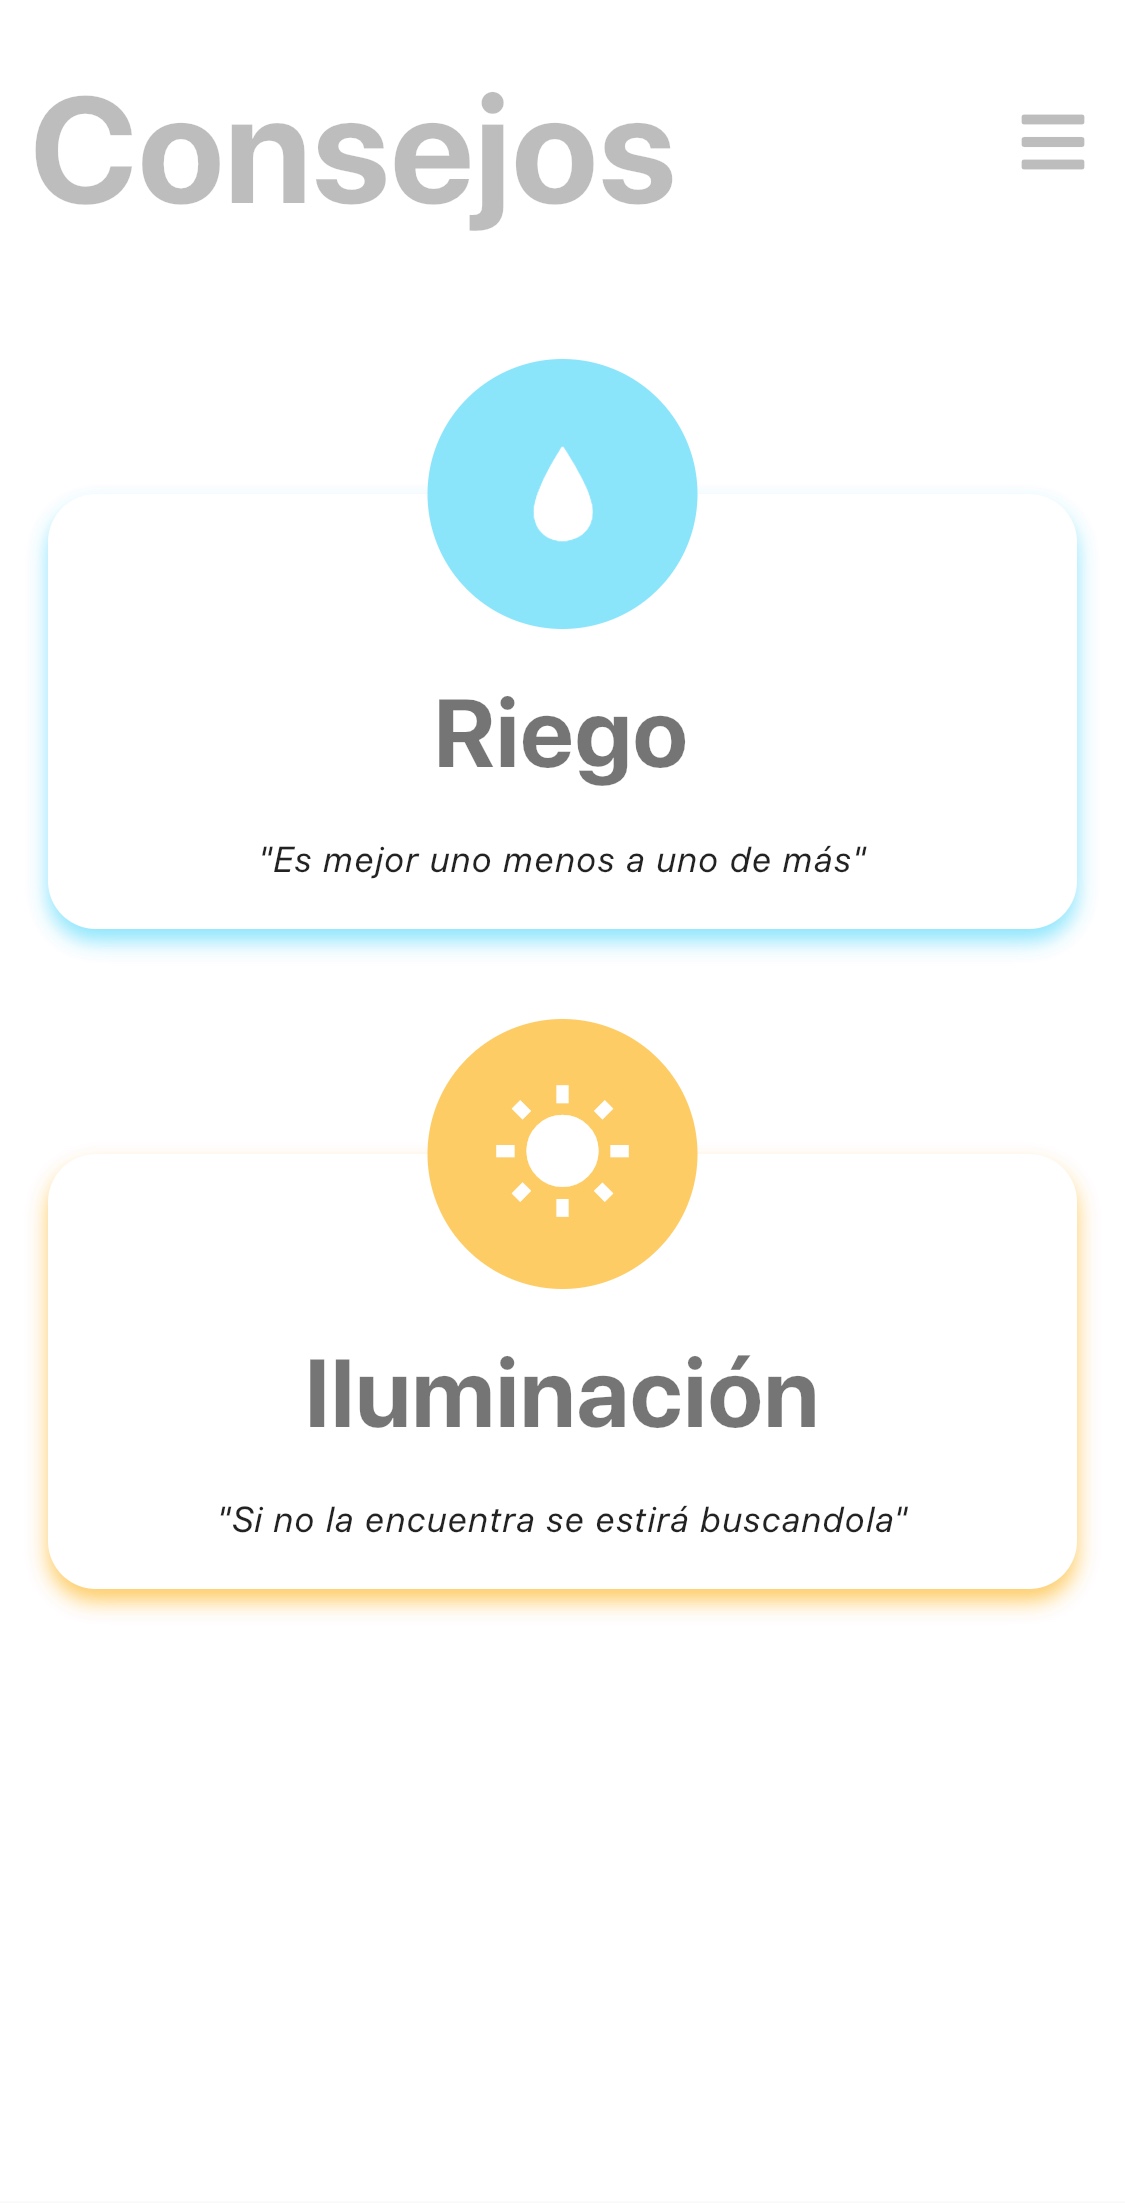 Consejos
Riego
"Es mejor uno menos a uno de más"
Iluminación
"Si no la encuentra se estirá buscandola"